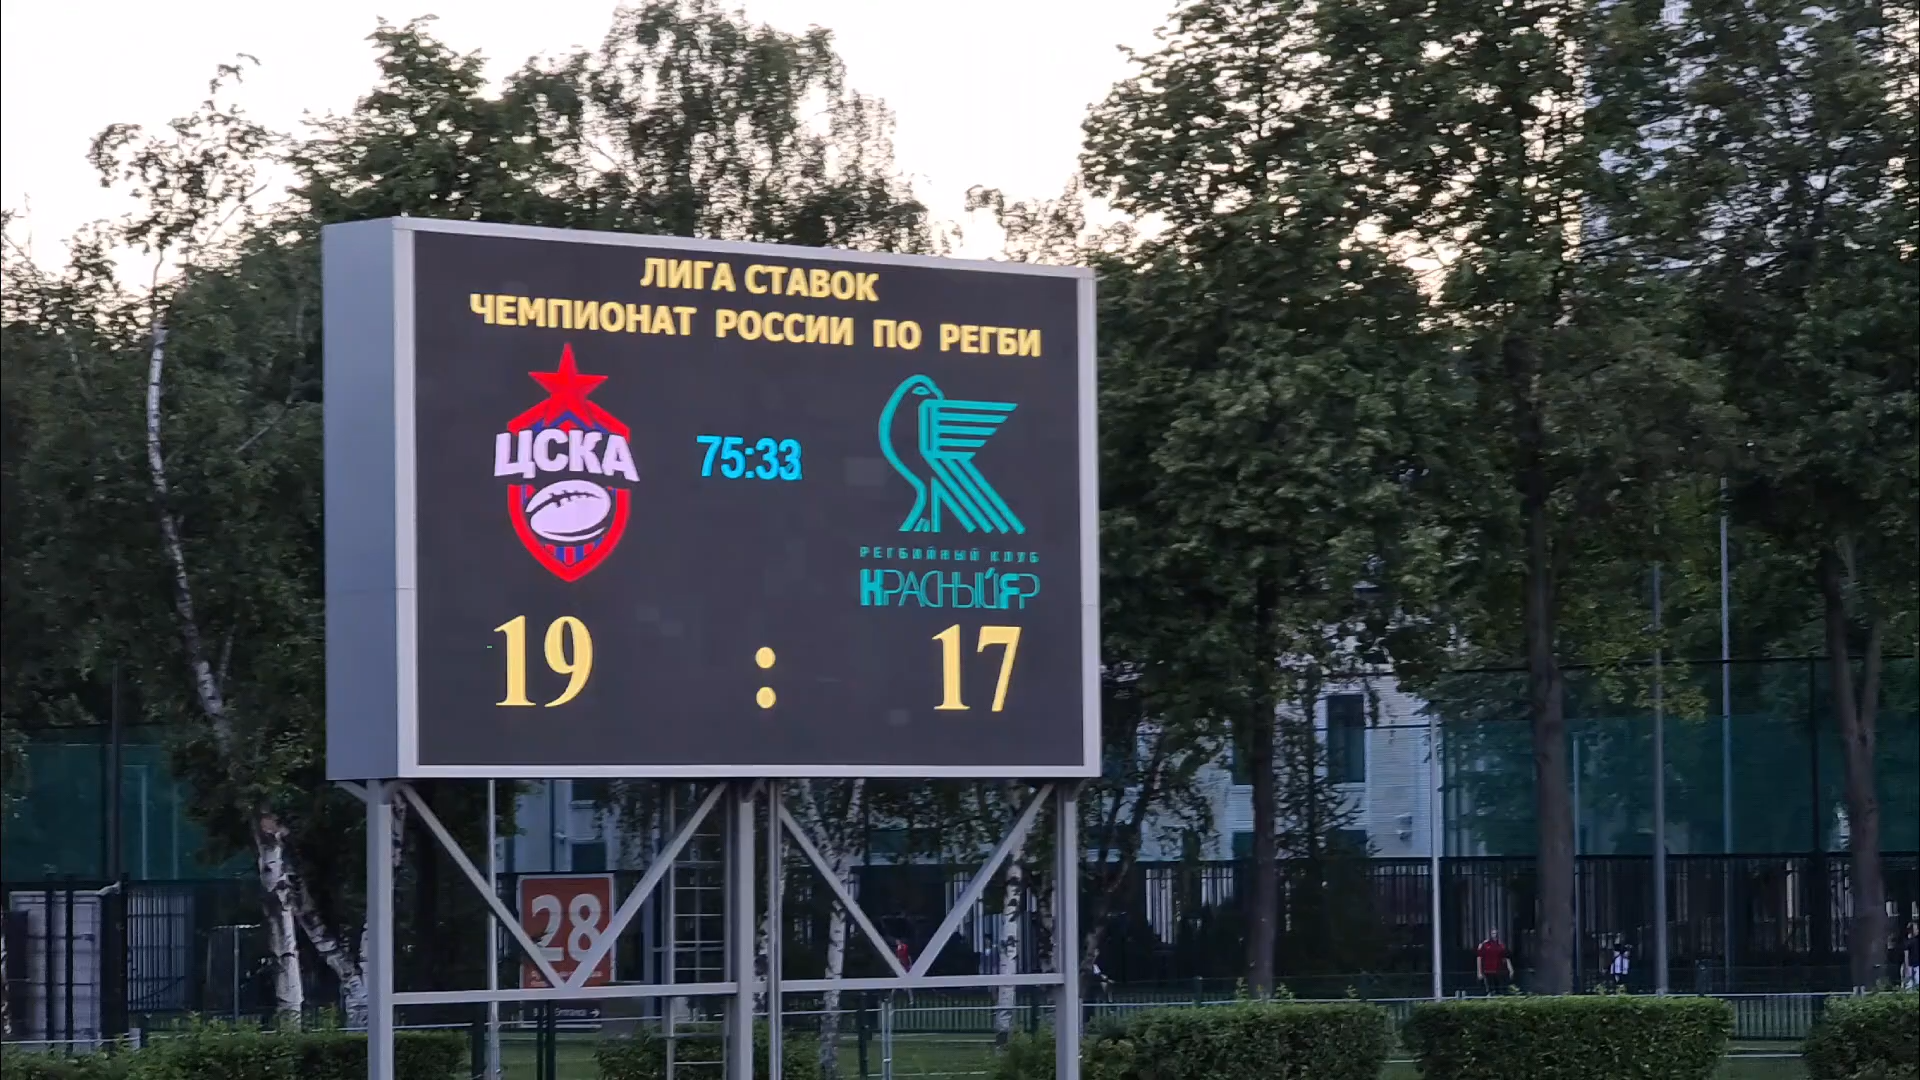 ЛИГА СТАВОК
ЧЕМПИОНАТ РОССИИ ПО РЕГБИ
ЦСКА
75:33
РЕГБИЙНЫЙ КЛУБ
КРАСНЫЙ ЯР
19 : 17
28